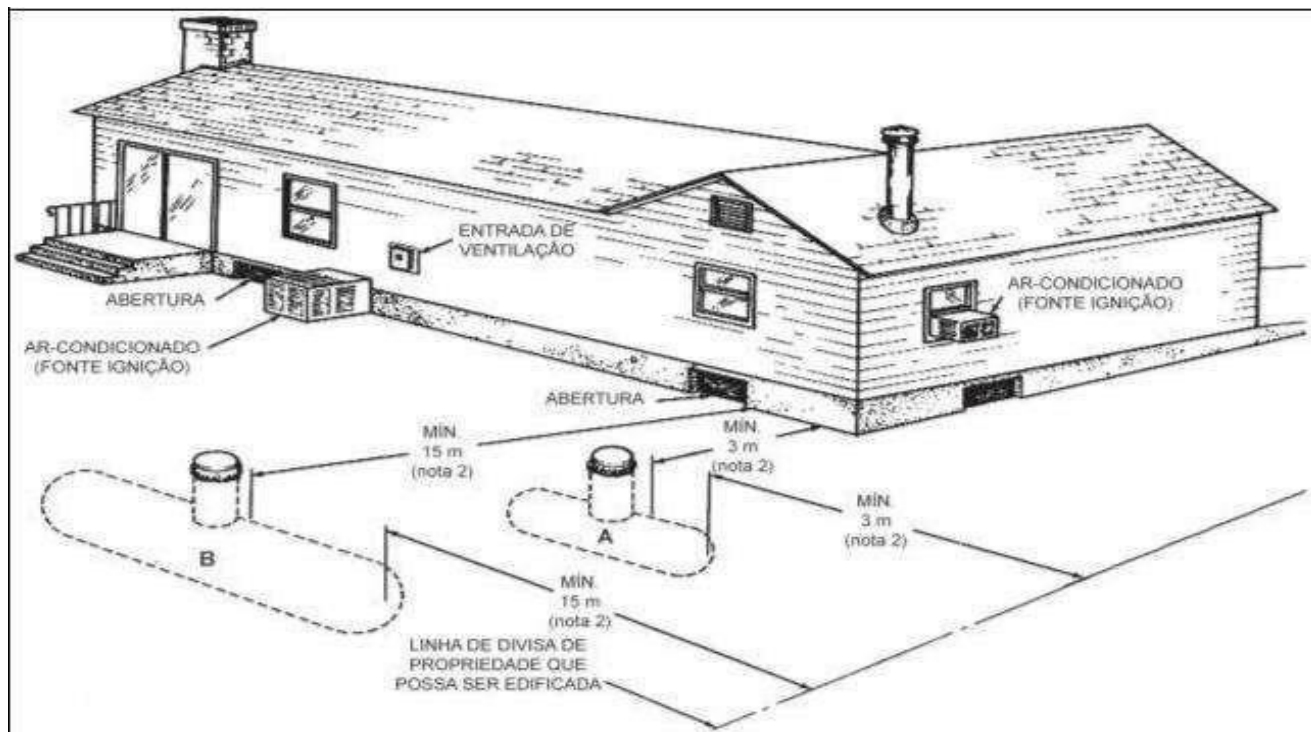 ENTRADA DE
VENTILAÇÃO
ABERTURA
AR-CONDICIONADO
(FONTE IGNIÇÃO)
AR-CONDICIONADO
(FONTE IGNIÇÃO)
ABERTURA
MÍN.
15 m
(nota 2)
MÍN.
3 m
(nota 2)
MÍN.
3 m
(nota 2)
A
B
MÍN.
15 m
(nota 2)
LINHA DE DIVISA DE
PROPRIEDADE QUE
POSSA SER EDIFICADA